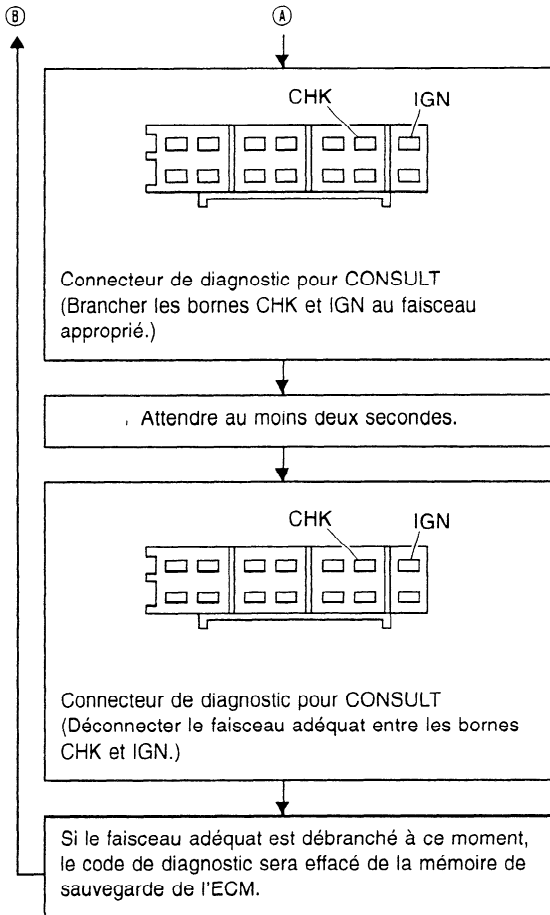 B A
CHK IGN
Connecteur de diagnostic pour CONSULT
(Brancher les bornes CHK et IGN au faisceau
approprié.)
Attendre au moins deux secondes.
CHK IGN
Connecteur de diagnostic pour CONSULT
(Déconnecter le faisceau adéquat entre les bornes
CHK et IGN.)
Si le faisceau adéquat est débranché à ce moment,
le code de diagnostic sera effacé de la mémoire de
sauvegarde de l'ECM.